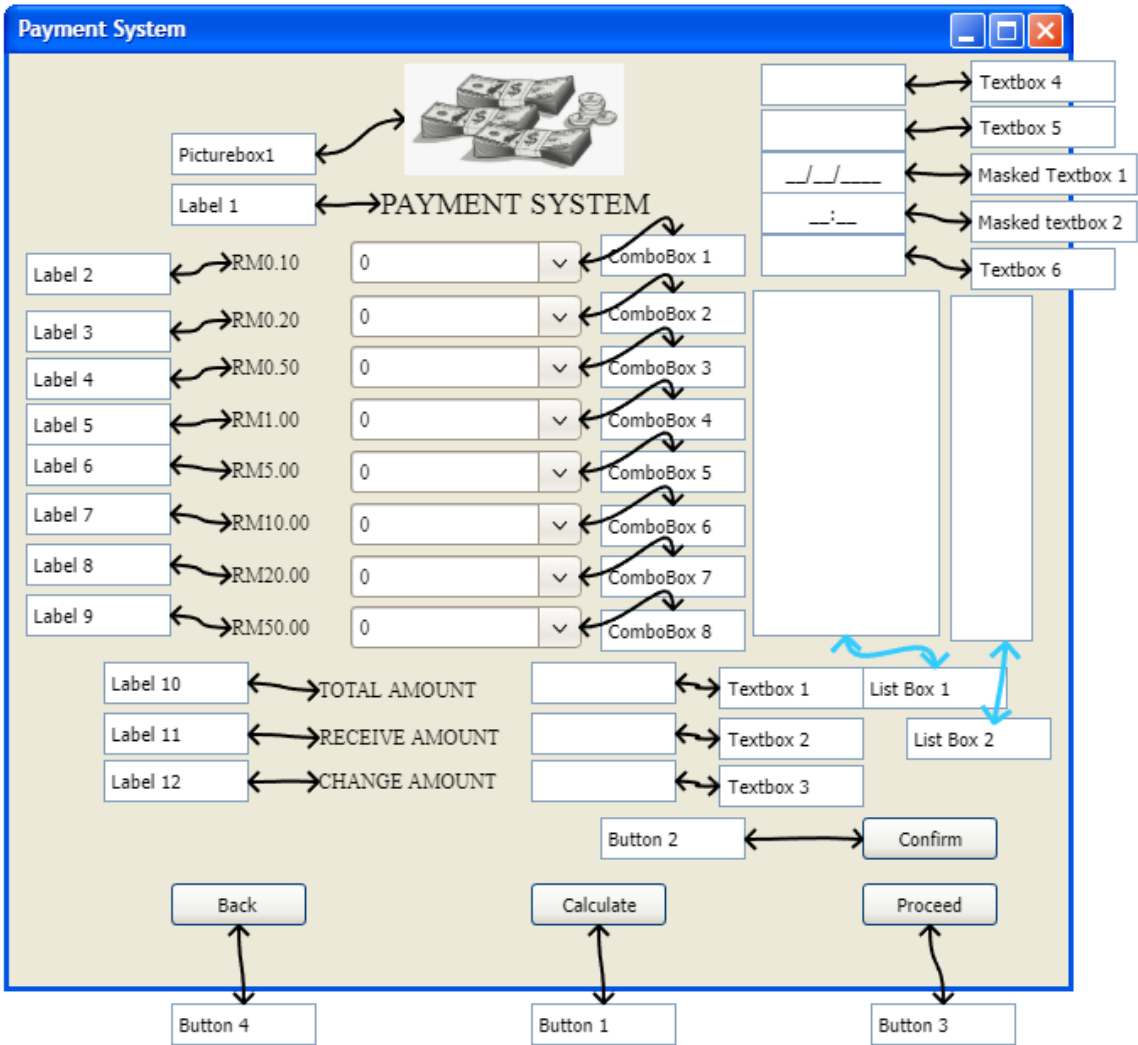 Payment System
Textbox 4
Textbox 5
Picturebox1
__/__/____ Masked Textbox 1
Label 1 PAYMENT SYSTEM
__:__ Masked textbox 2
Label 2 RM0.10 0 ComboBox 1 Textbox 6
Label 3 RM0.20 0 ComboBox 2
Label 4 RM0.50 0 ComboBox 3
Label 5 RM1.00 0 ComboBox 4
Label 6 RM5.00 0 ComboBox 5
Label 7 RM10.00 0 ComboBox 6
Label 8 RM20.00 0 ComboBox 7
Label 9 RM50.00 0 ComboBox 8
Label 10 TOTAL AMOUNT Textbox 1 List Box 1
Label 11 RECEIVE AMOUNT Textbox 2 List Box 2
Label 12 CHANGE AMOUNT Textbox 3
Button 2 Confirm
Back Calculate Proceed
Button 4 Button 1 Button 3